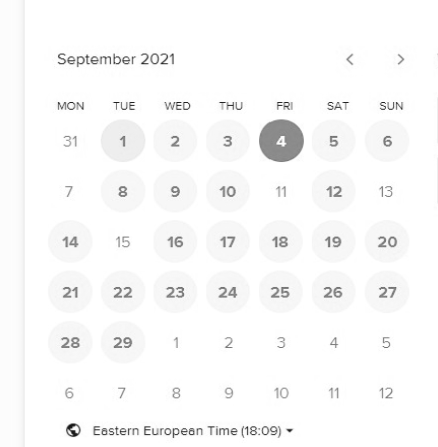 September 2021 < >
MON TUE WED THU FRI SAT SUN
31 1 2 3 4 5 6
7 8 9 10 11 12 13
14 15 16 17 18 19 20
21 22 23 24 25 26 27
28 29 1 2 3 4 5
6 7 8 9 10 11 12
Eastern European Time (18:09)